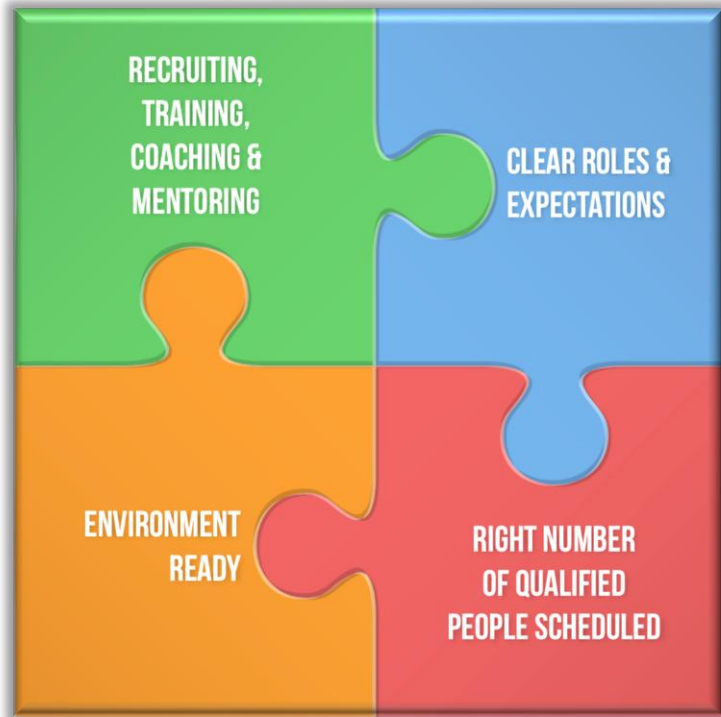 RECRUITING,
TRAINING,
COACHING &
MENTORING
CLEAR ROLES &
EXPECTATIONS
ENVIRONMENT
READY
RIGHT NUMBER
OF QUALIFIED
PEOPLE SCHEDULED